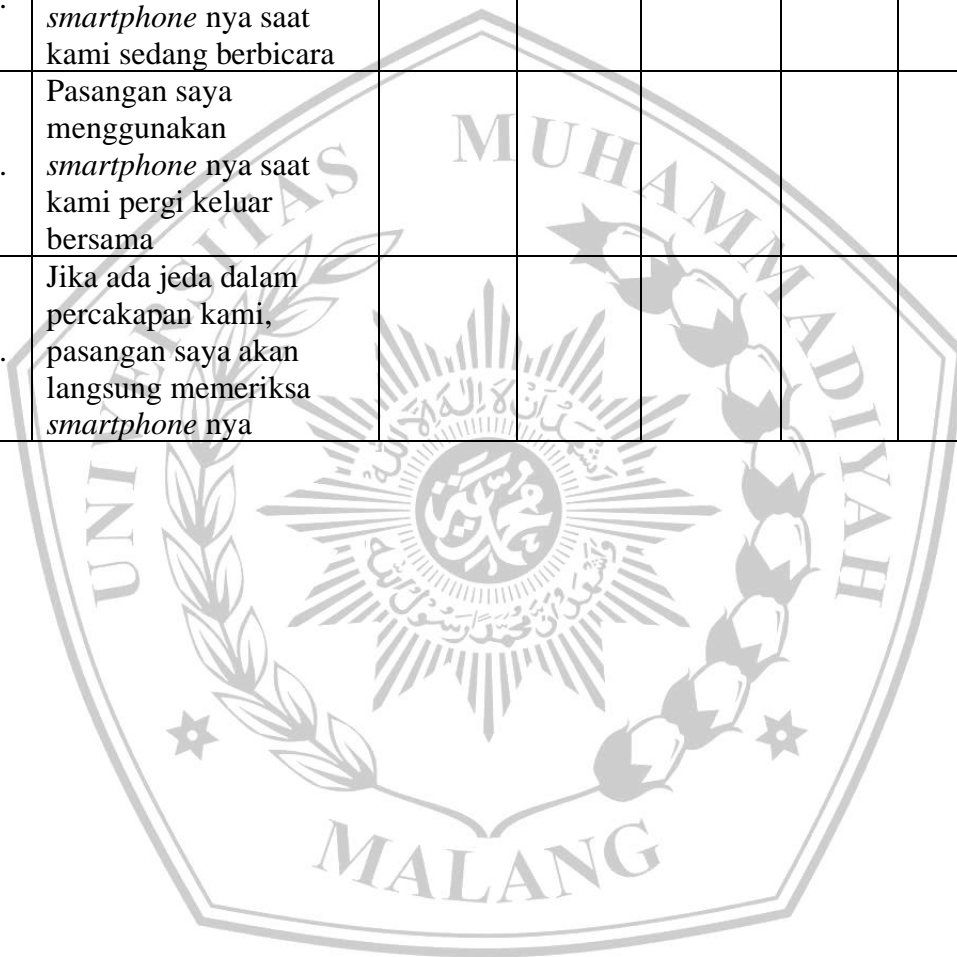 smartphone nya saat
kami sedang berbicara
Pasangan saya
menggunakan
smartphone nya saat
kami pergi keluar
bersama
Jika ada jeda dalam
percakapan kami,
pasangan saya akan
langsung memeriksa
smartphone nya
UNIVERSITAS MUHAMMADIYAH
MALANG